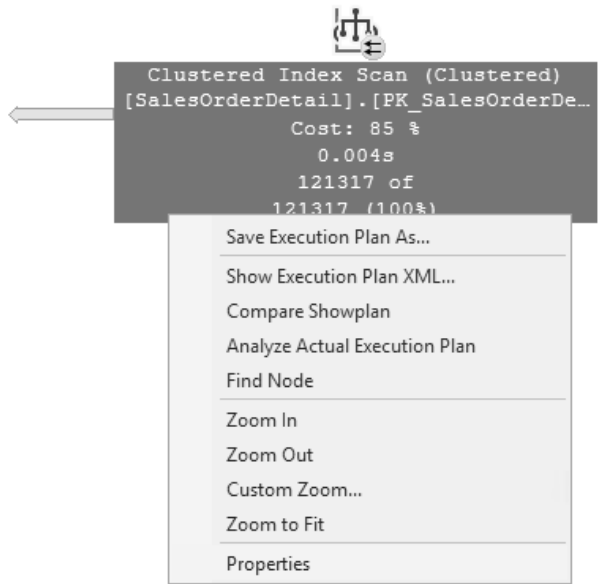 Clustered Index Scan (Clustered)
[SalesOrderDetail].[PK_SalesOrderDe…
Cost: 85 %
0.004s
121317 of
121317 (100%)
Save Execution Plan As...
Show Execution Plan XML...
Compare Showplan
Analyze Actual Execution Plan
Find Node
Zoom In
Zoom Out
Custom Zoom...
Zoom to Fit
Properties